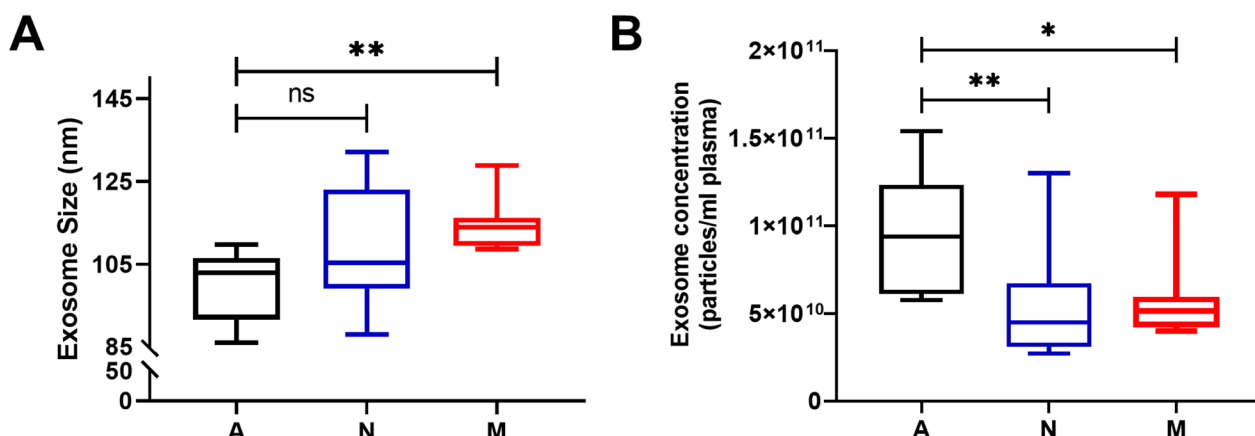 A
Exosome Size (nm)
145
125
105
85
50
0
**
ns
A N M
B
Exosome concentration
(particles/ml plasma)
2×10¹¹
1.5×10¹¹
1×10¹¹
5×10¹⁰
0
*
**
A N M